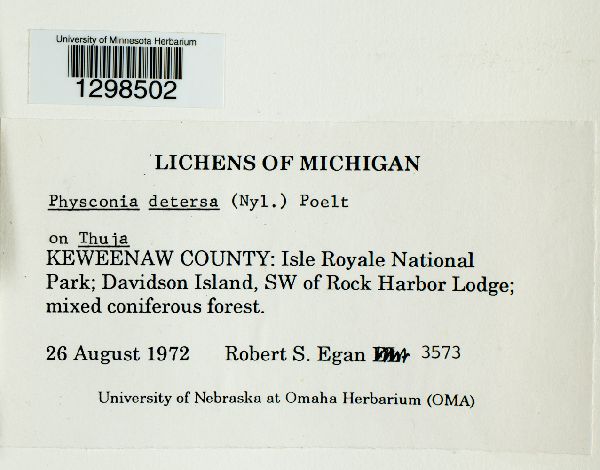 University of Minnesota Herbarium
1298502
LICHENS OF MICHIGAN
Physconia detersa (Nyl.) Poelt
on Thuja
KEWEENAW COUNTY: Isle Royale National
Park; Davidson Island, SW of Rock Harbor Lodge;
mixed coniferous forest.
26 August 1972 Robert S. Egan 3573
University of Nebraska at Omaha Herbarium (OMA)